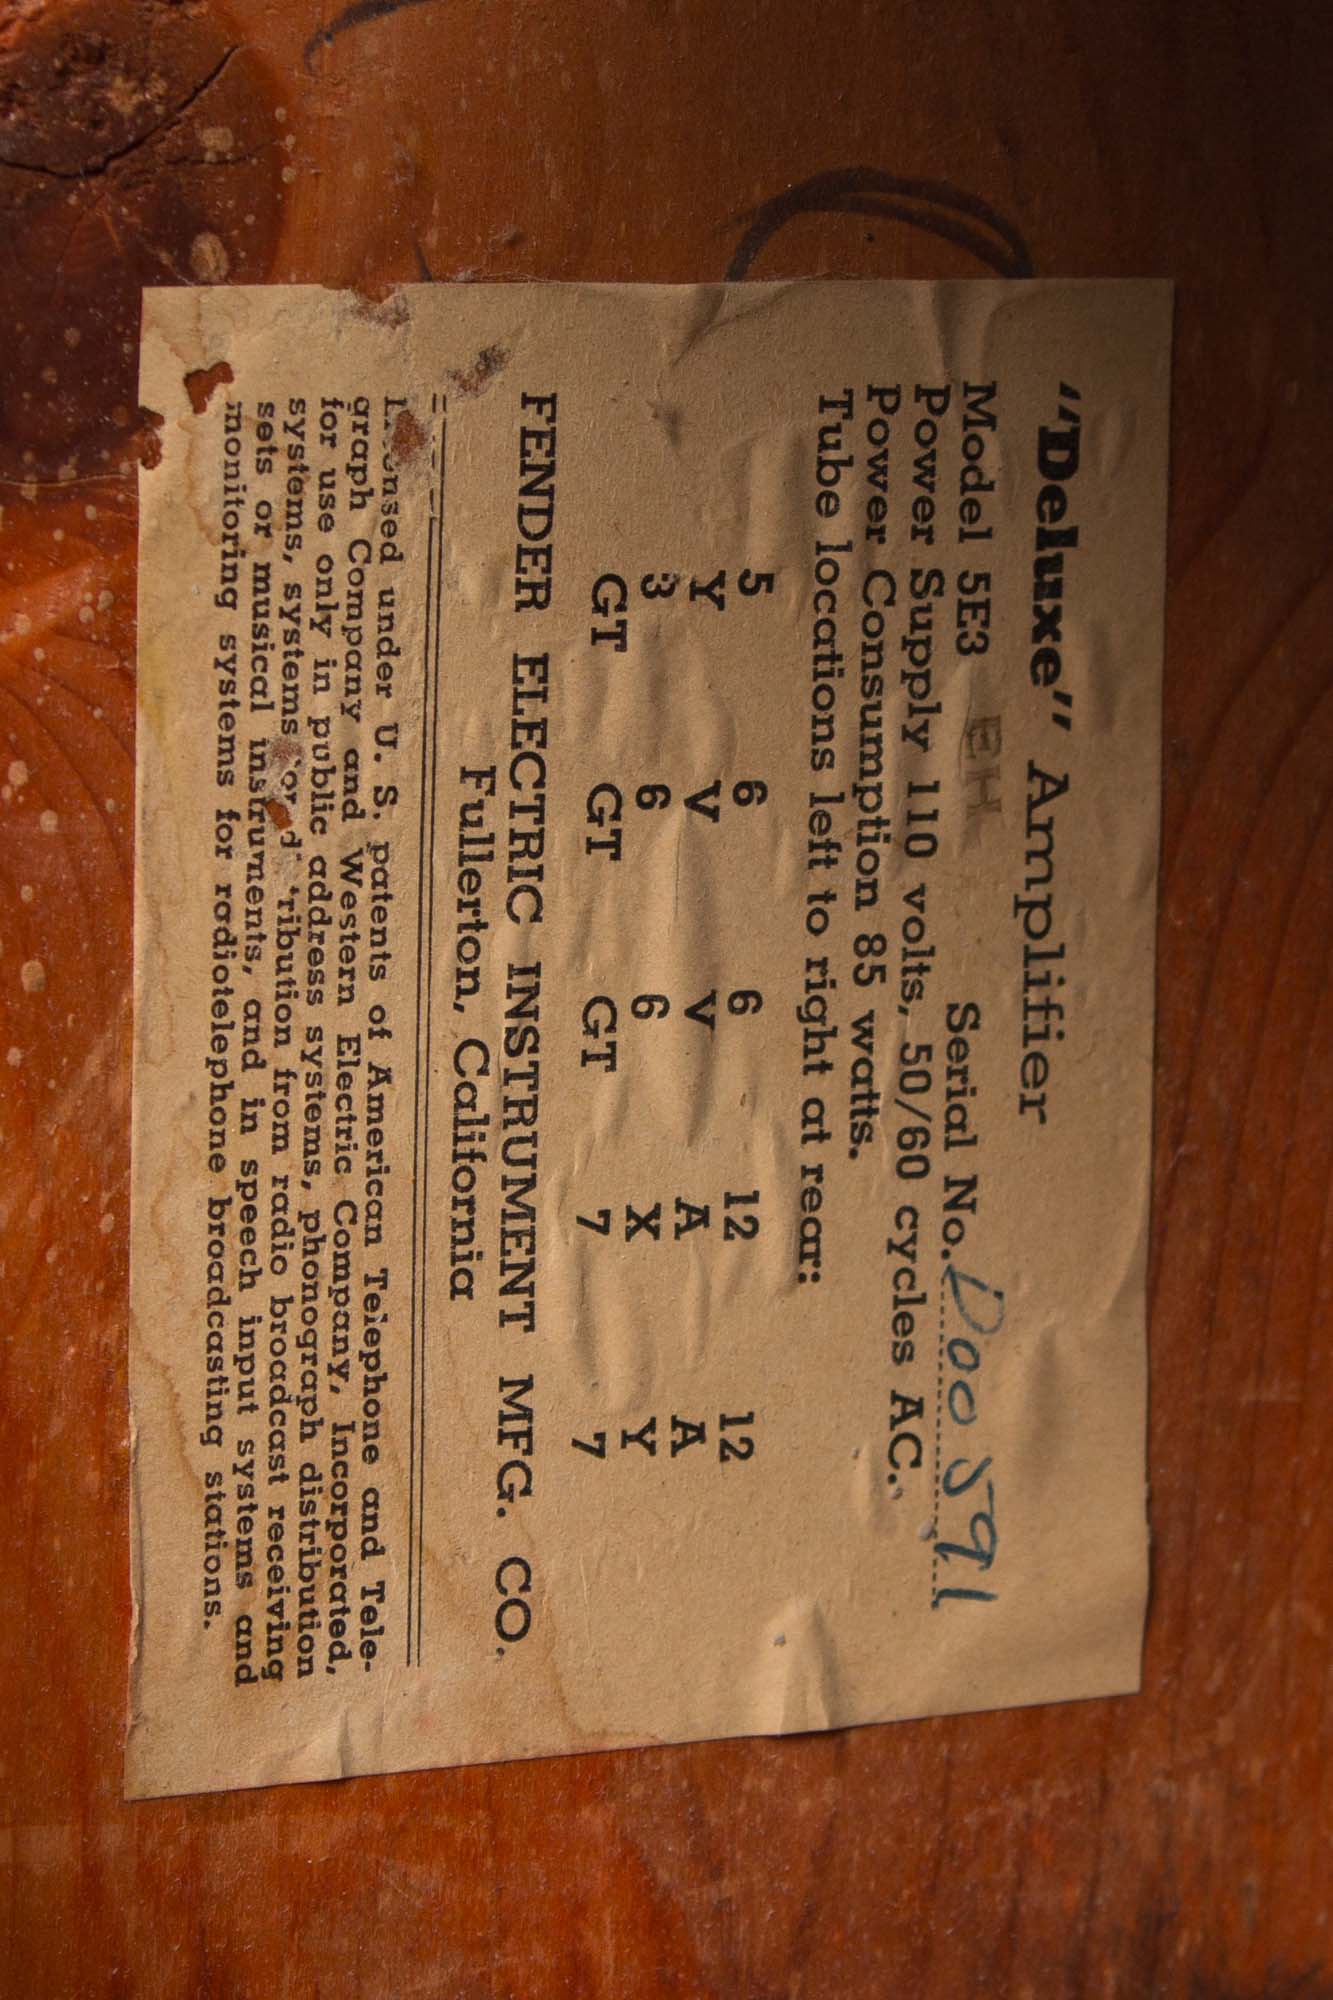 "Deluxe" Amplifier
Model 5E3 EH Serial No. D00591
Power Supply 110 volts, 50/60 cycles AC.
Power Consumption 85 watts.
Tube locations left to right at rear:
5 6 6 12 12
Y V V A A
3 6 6 X Y
GT GT GT 7 7
FENDER ELECTRIC INSTRUMENT MFG. CO.
Fullerton, California
under U. S. patents of American Telephone and Tele-
graph Company and Western Electric Company, Incorporated,
for use only in public address systems, phonograph distribution
systems, systems from radio broadcast receiving
sets or musical instruments, and in speech input systems and
monitoring systems for radiotelephone broadcasting stations.